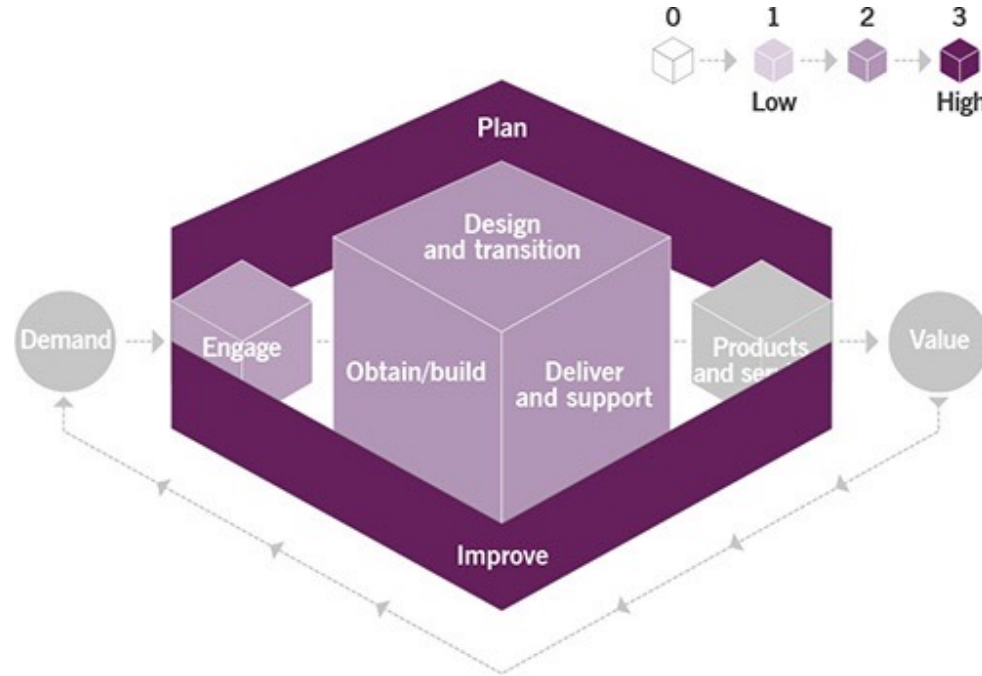 0 1 2 3
Low High
Plan
Design
and transition
Demand
Engage
Obtain/build
Deliver
and support
Products
and
Value
Improve